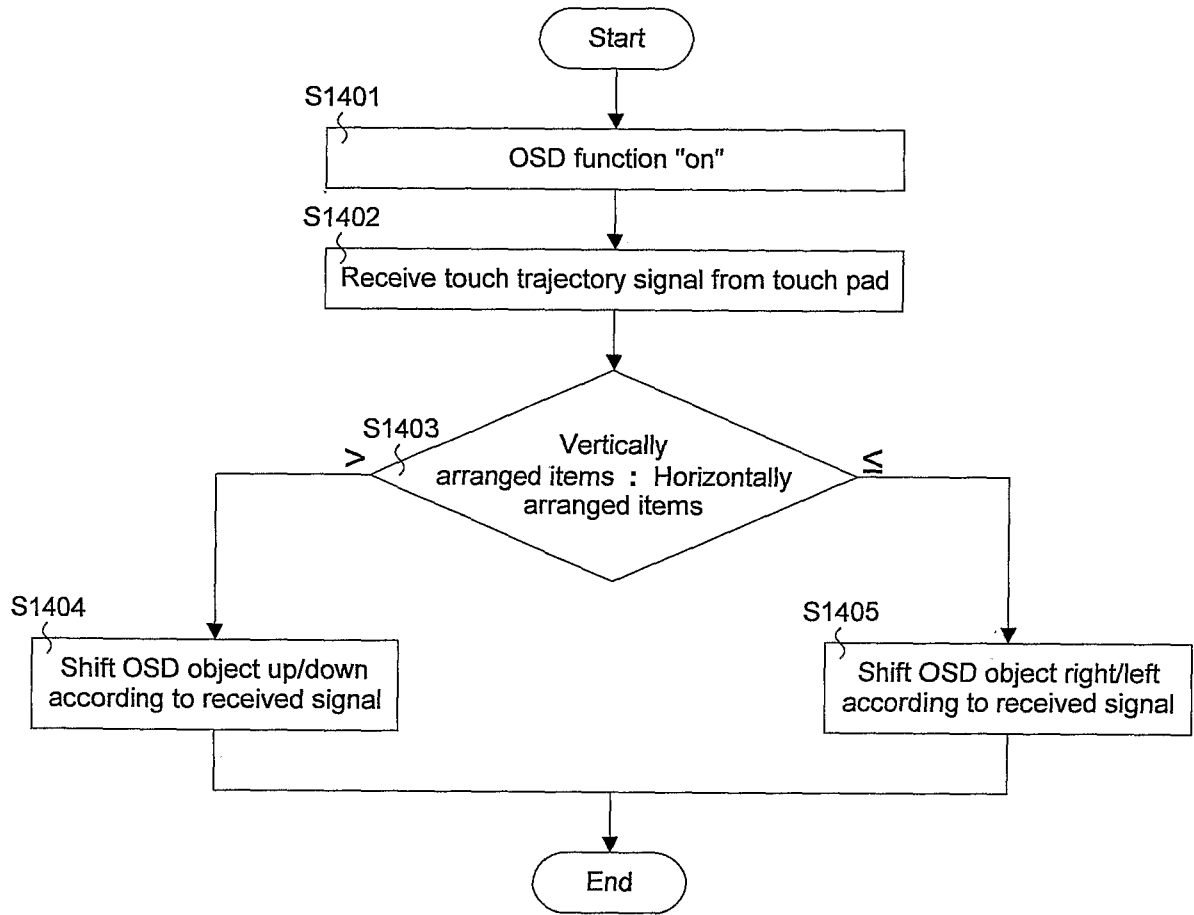 Start
S1401
OSD function "on"
S1402
Receive touch trajectory signal from touch pad
S1403
>
≤
Vertically
arranged items : Horizontally
arranged items
S1404
Shift OSD object up/down
according to received signal
S1405
Shift OSD object right/left
according to received signal
End